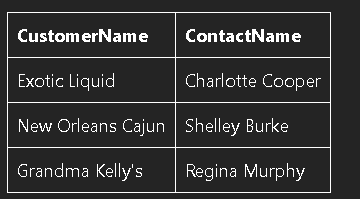 CustomerName ContactName
Exotic Liquid Charlotte Cooper
New Orleans Cajun Shelley Burke
Grandma Kelly's Regina Murphy